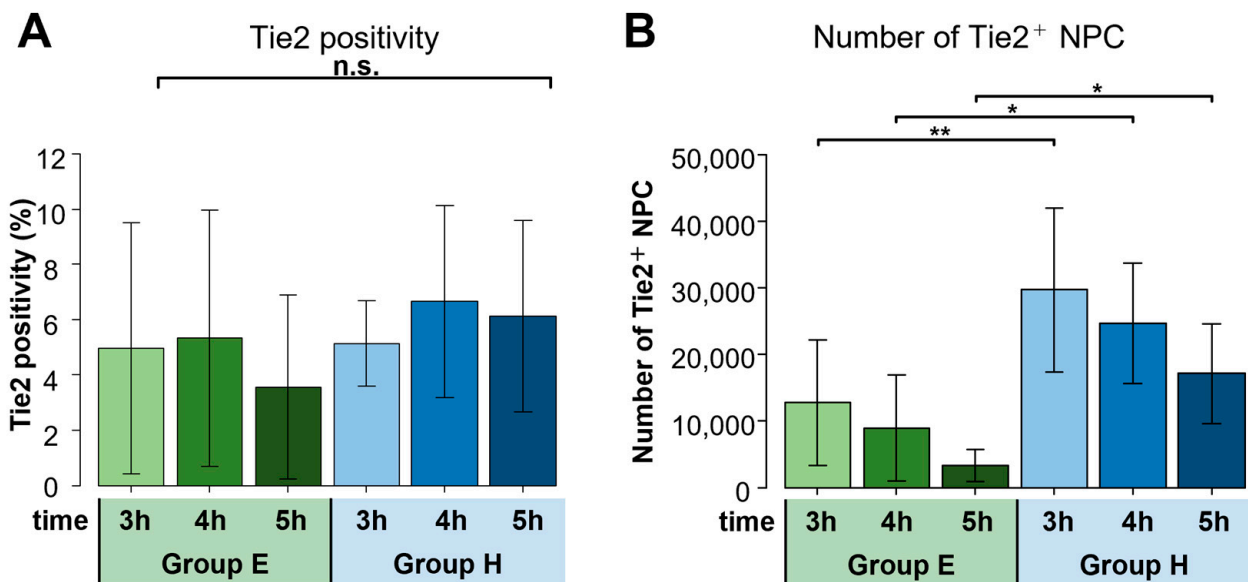 A
Tie2 positivity
n.s.
Tie2 positivity (%)
12
10
8
6
4
2
0
time 3h 4h 5h 3h 4h 5h
Group E Group H
B
Number of Tie2⁺ NPC
*
*
**
Number of Tie2⁺ NPC
50,000
40,000
30,000
20,000
10,000
0
time 3h 4h 5h 3h 4h 5h
Group E Group H